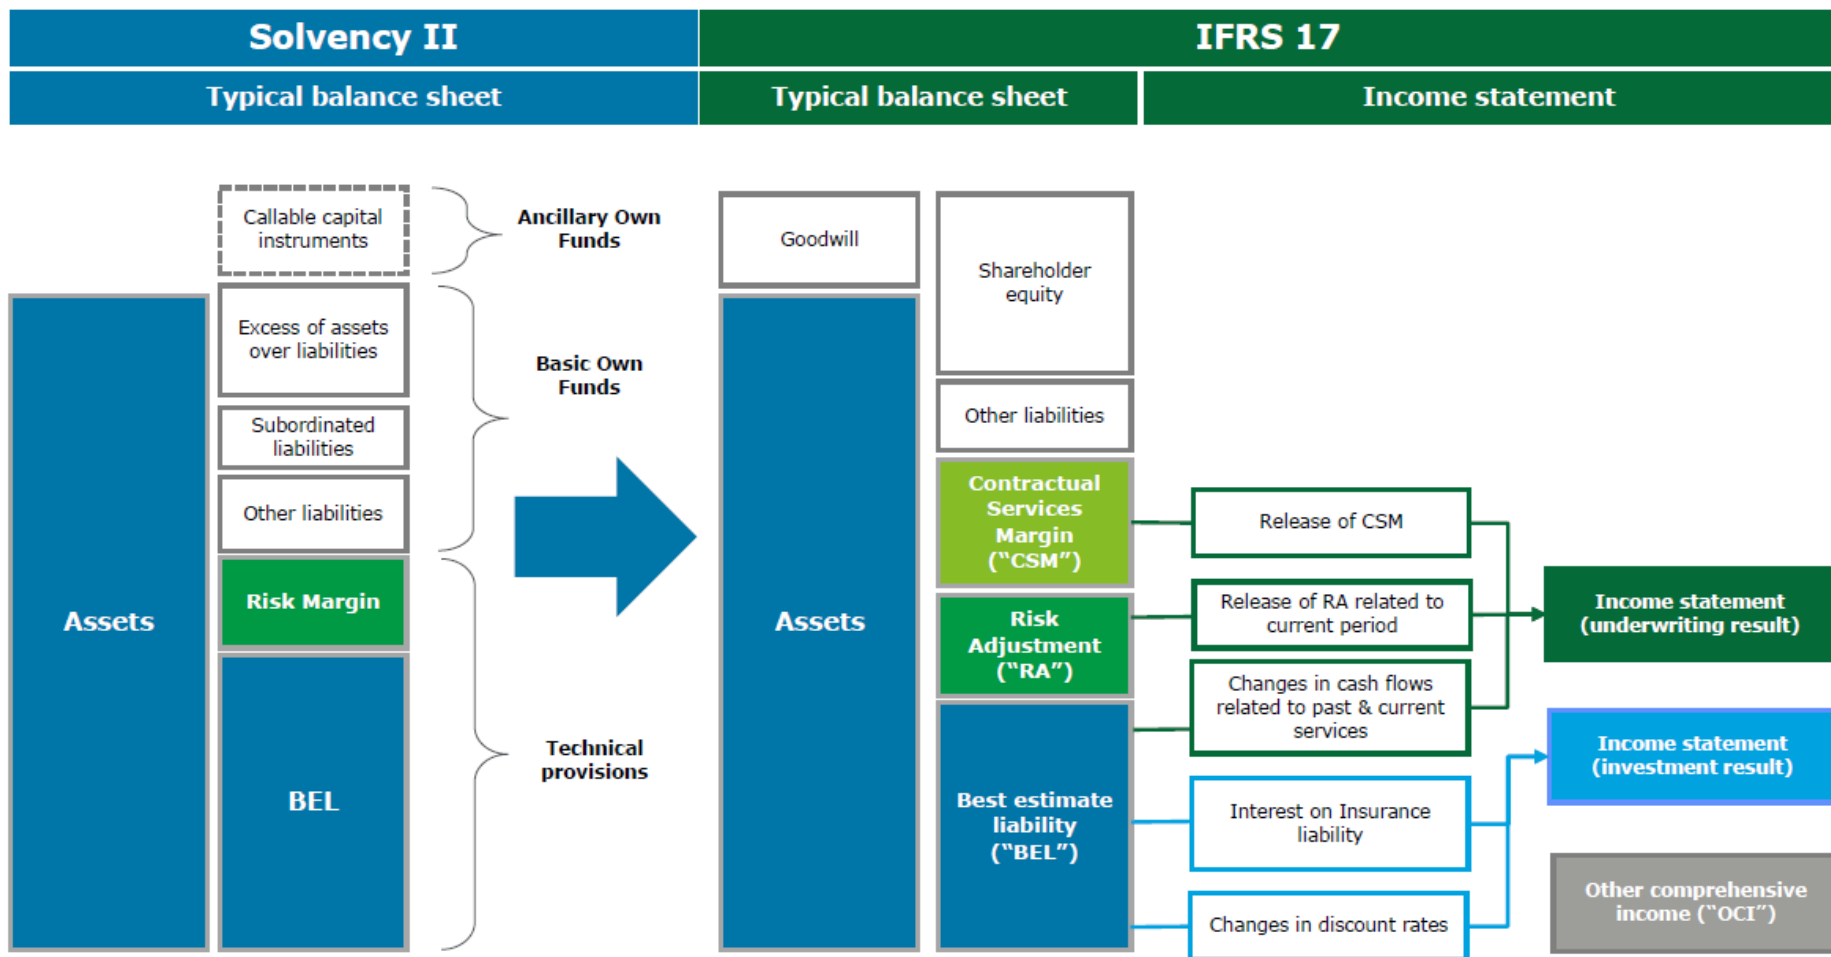 Solvency II
IFRS 17
Typical balance sheet
Typical balance sheet
Income statement
Callable capital
instruments
Ancillary Own
Funds
Excess of assets
over liabilities
Basic Own
Funds
Subordinated
liabilities
Other liabilities
Assets
Risk Margin
BEL
Technical
provisions
Goodwill
Shareholder
equity
Other liabilities
Assets
Contractual
Services
Margin
(“CSM”)
Risk
Adjustment
(“RA”)
Best estimate
liability
(“BEL”)
Release of CSM
Release of RA related to
current period
Changes in cash flows
related to past & current
services
Interest on Insurance
liability
Changes in discount rates
Income statement
(underwriting result)
Income statement
(investment result)
Other comprehensive
income (“OCI”)